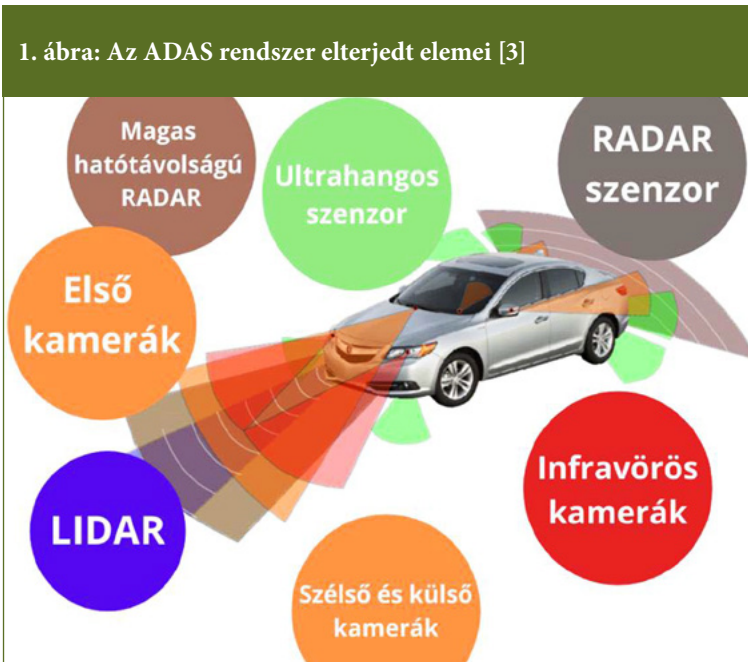 1. ábra: Az ADAS rendszer elterjedt elemei [3]
Magas
hatótávolságú
RADAR
Ultrahangos
szenzor
RADAR
szenzor
Első
kamerák
LIDAR
Infravörös
kamerák
Szélső és külső
kamerák